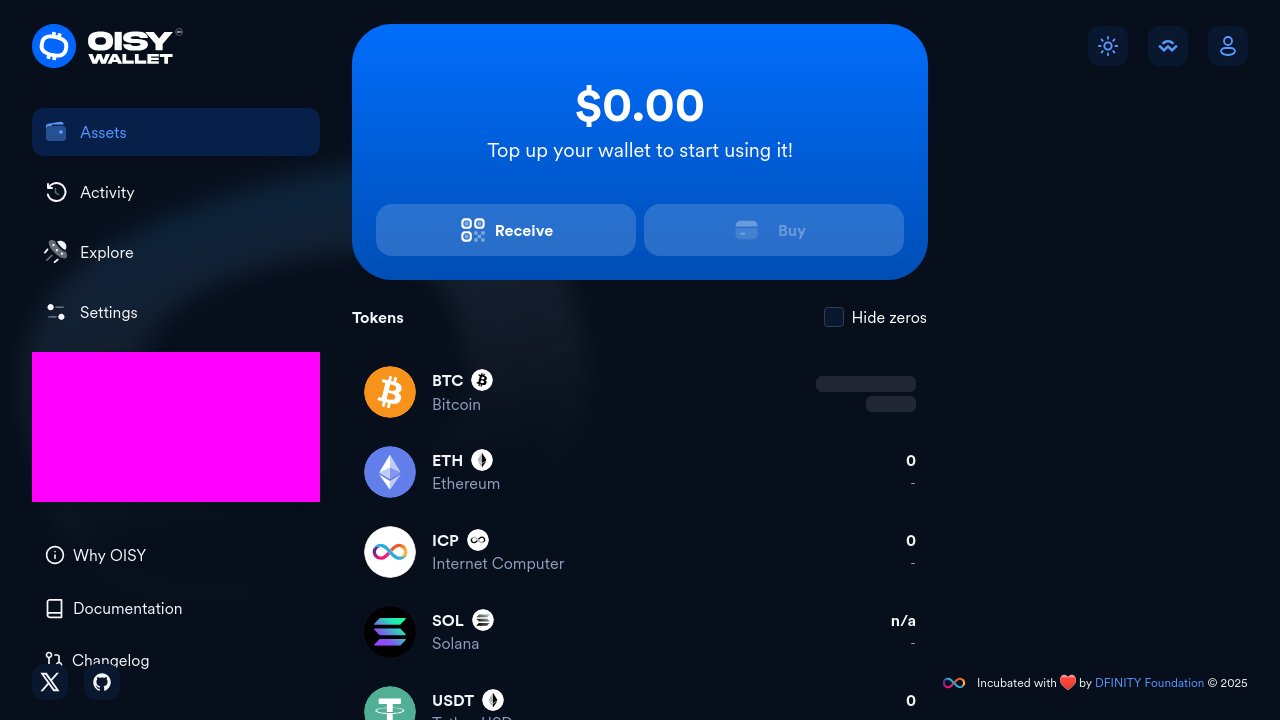 OISY
WALLET
Assets
Activity
Explore
Settings
Why OISY
Documentation
Changelog
$0.00
Top up your wallet to start using it!
Receive
Buy
Tokens
Hide zeros
BTC
Bitcoin
ETH
0
Ethereum
-
ICP
0
Internet Computer
-
SOL
n/a
Solana
-
USDT
0
Tether USD
Incubated with ❤️ by DFINITY Foundation © 2025